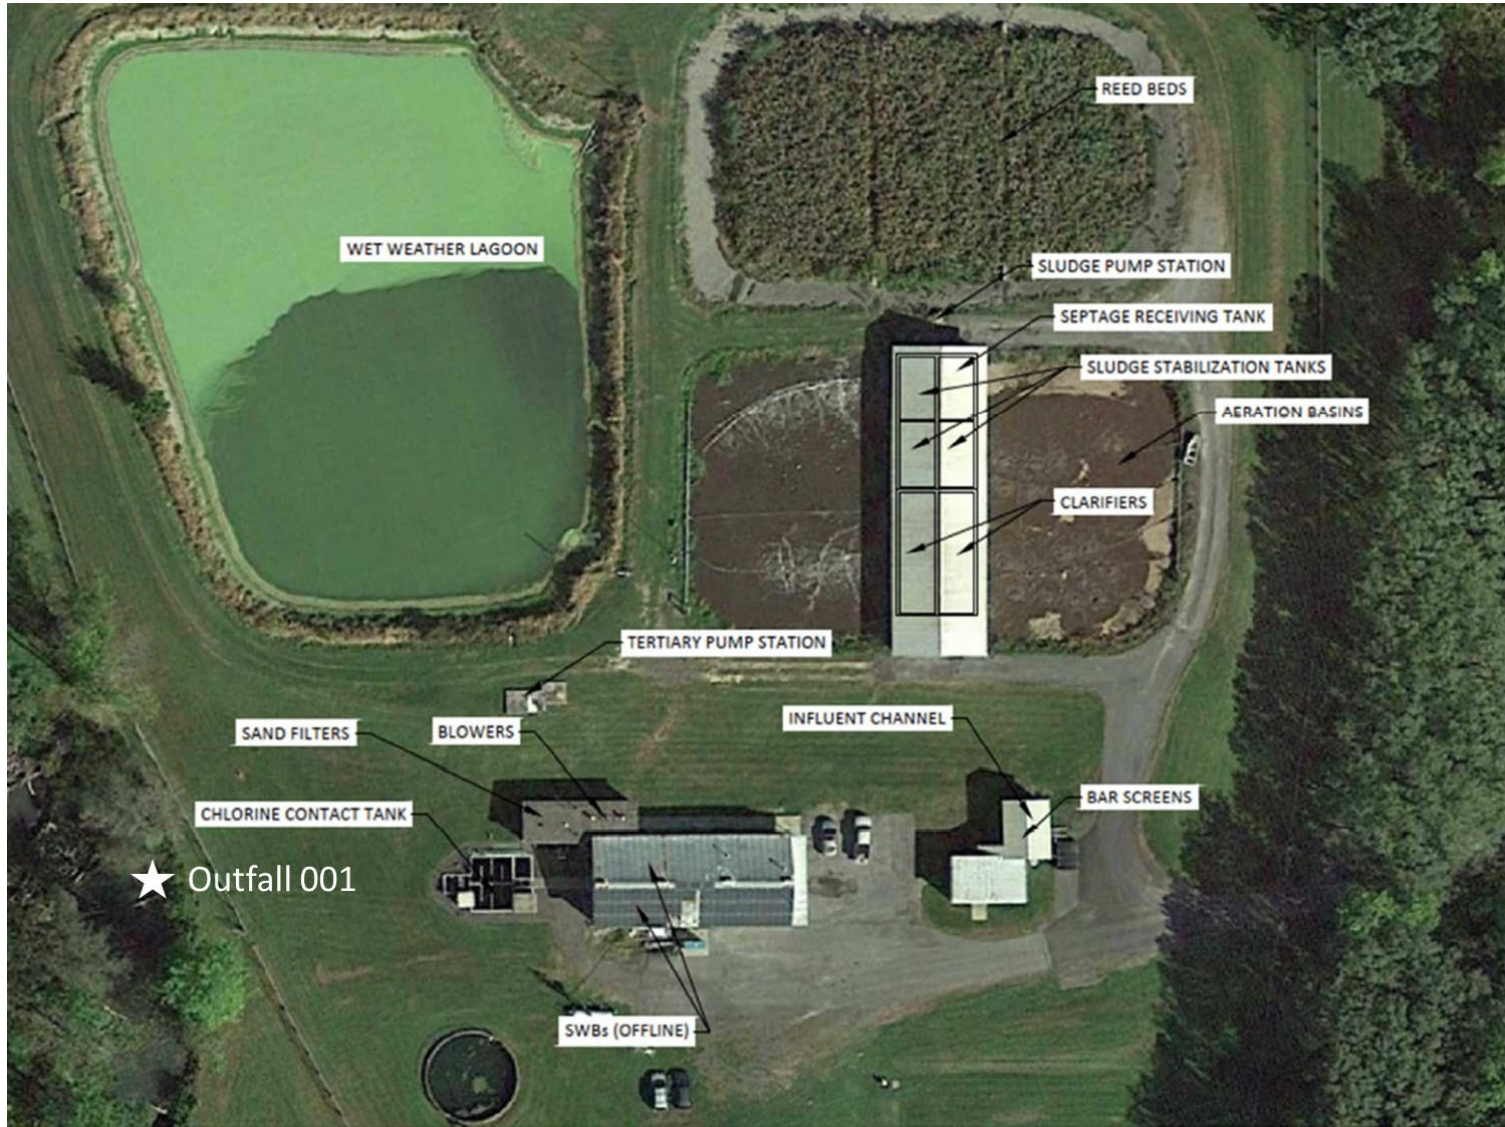 REED BEDS
WET WEATHER LAGOON
SLUDGE PUMP STATION
SEPTAGE RECEIVING TANK
SLUDGE STABILIZATION TANKS
AERATION BASINS
CLARIFIERS
TERTIARY PUMP STATION
INFLUENT CHANNEL
SAND FILTERS
BLOWERS
BAR SCREENS
CHLORINE CONTACT TANK
Outfall 001
SWBs (OFFLINE)